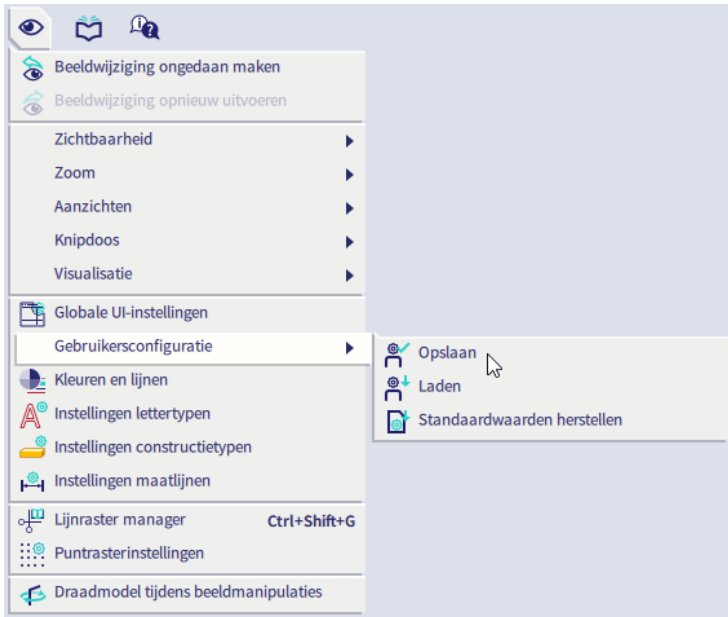 Beeldwijziging ongedaan maken
Beeldwijziging opnieuw uitvoeren
Zichtbaarheid
Zoom
Aanzichten
Knipdoos
Visualisatie
Globale UI-instellingen
Gebruikersconfiguratie
Opslaan
Laden
Standaardwaarden herstellen
Kleuren en lijnen
Instellingen lettertypen
Instellingen constructietypen
Instellingen maatlijnen
Lijnraster manager Ctrl+Shift+G
Puntrasterinstellingen
Draadmodel tijdens beeldmanipulaties